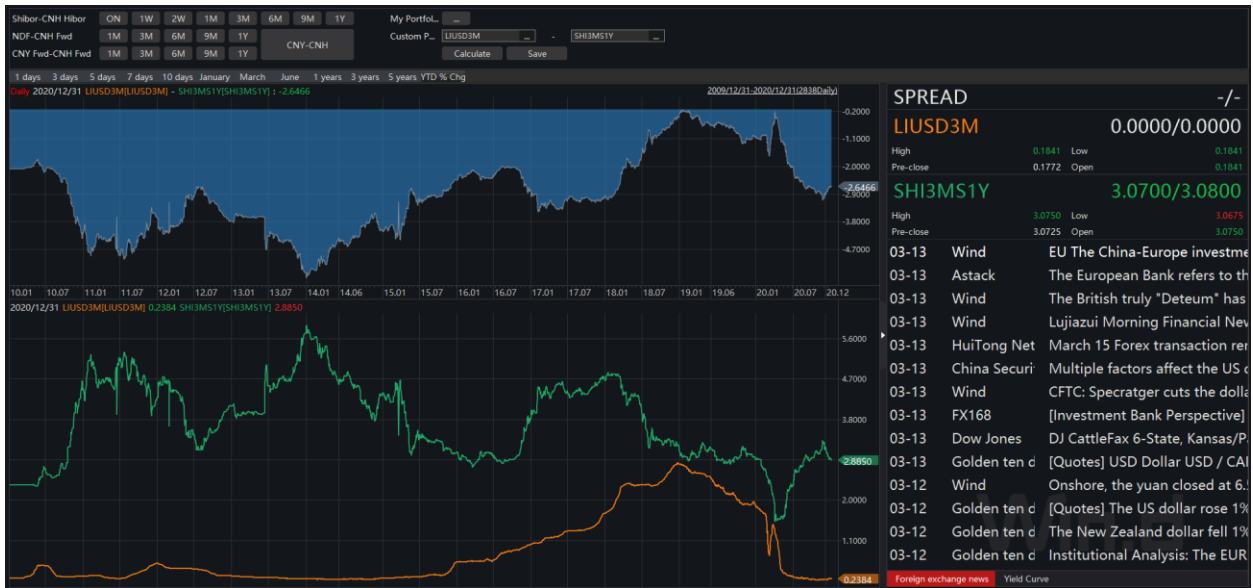 Shibor-CNH Hibor ON 1W 2W 1M 3M 6M 9M 1Y My Portfol... ...
NDF-CNH Fwd 1M 3M 6M 9M 1Y CNY-CNH Custom P... LIUSD3M ... - SHI3MS1Y ...
CNY Fwd-CNH Fwd 1M 3M 6M 9M 1Y Calculate Save
1 days 3 days 5 days 7 days 10 days January March June 1 years 3 years 5 years YTD % Chg
Daily 2020/12/31 LIUSD3M[LIUSD3M] - SHI3MS1Y[SHI3MS1Y] : -2.6466 2009/12/31-2020/12/31(2838Daily)
-0.2000
-1.1000
-2.0000
-2.6466
-2.9000
-3.8000
-4.7000
10.01 10.07 11.01 11.07 12.01 12.07 13.01 13.07 14.01 14.06 15.01 15.07 16.01 16.07 17.01 17.07 18.01 18.07 19.01 19.06 20.01 20.07 20.12
2020/12/31 LIUSD3M[LIUSD3M] 0.2384 SHI3MS1Y[SHI3MS1Y] 2.8850
5.6000
4.7000
3.8000
2.8850
2.0000
1.1000
0.2384
SPREAD -/-
LIUSD3M 0.0000/0.0000
High 0.1841 Low 0.1841
Pre-close 0.1772 Open 0.1841
SHI3MS1Y 3.0700/3.0800
High 3.0750 Low 3.0675
Pre-close 3.0725 Open 3.0750
03-13 Wind EU The China-Europe investme
03-13 Astack The European Bank refers to th
03-13 Wind The British truly "Deteum" has
03-13 Wind Lujiazui Morning Financial Nev
03-13 HuiTong Net March 15 Forex transaction rer
03-13 China Securi Multiple factors affect the US
03-13 Wind CFTC: Specratger cuts the dolla
03-13 FX168 [Investment Bank Perspective]
03-13 Dow Jones DJ CattleFax 6-State, Kansas/P
03-13 Golden ten d [Quotes] USD Dollar USD / CAI
03-12 Wind Onshore, the yuan closed at 6.
03-12 Golden ten d [Quotes] The US dollar rose 1%
03-12 Golden ten d The New Zealand dollar fell 1%
03-12 Golden ten d Institutional Analysis: The EUR
Foreign exchange news Yield Curve